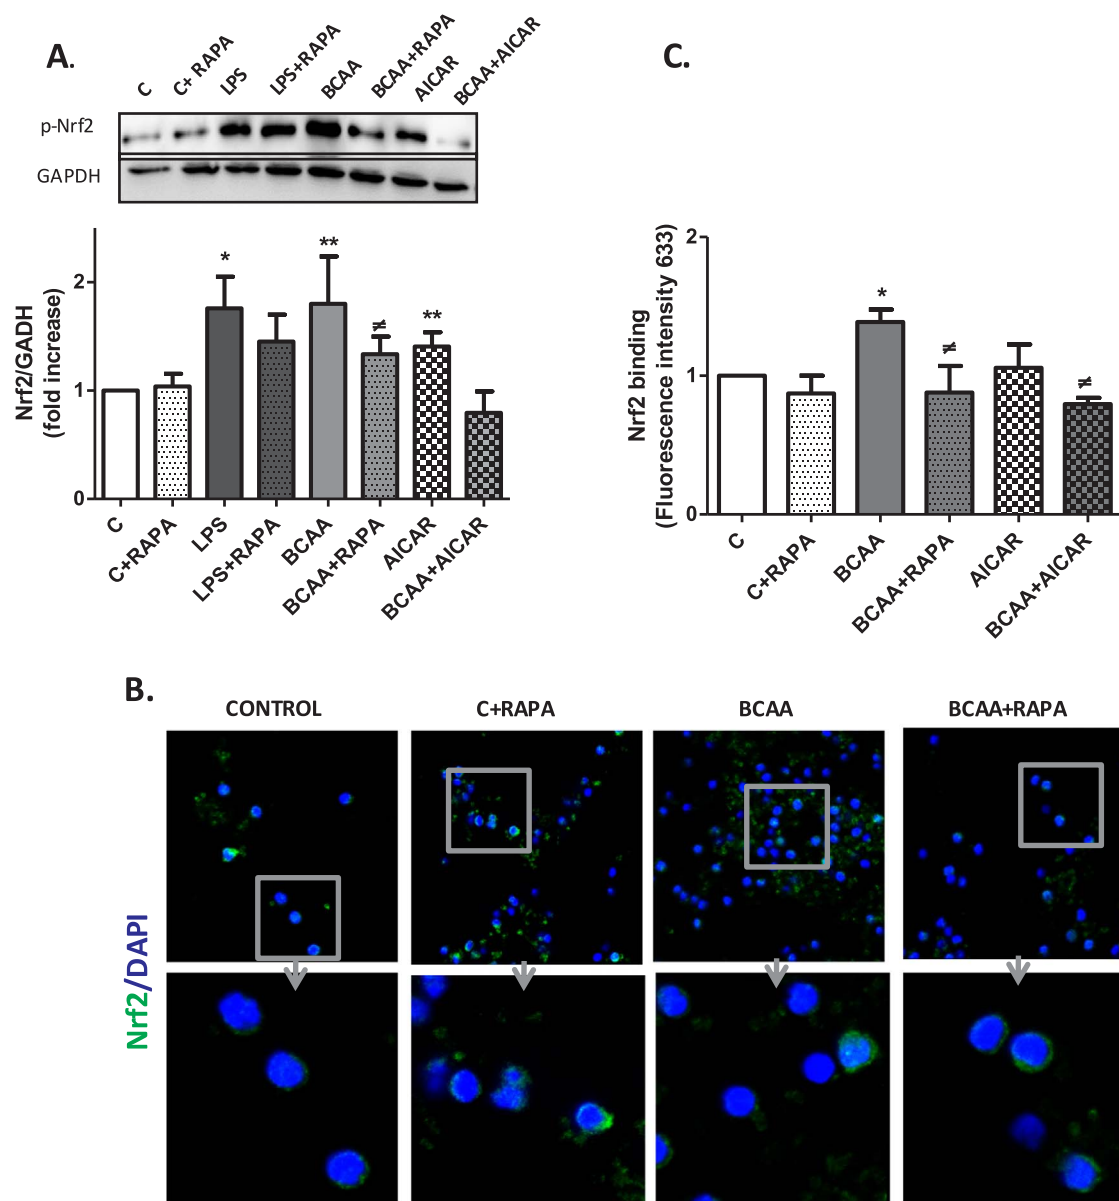 A.
C
C+ RAPA
LPS
LPS+RAPA
BCAA
BCAA+RAPA
AICAR
BCAA+AICAR
p-Nrf2
GAPDH
Nrf2/GADH
(fold increase)
2
1
0
*
**
≠
**
C
C+RAPA
LPS
LPS+RAPA
BCAA
BCAA+RAPA
AICAR
BCAA+AICAR
C.
Nrf2 binding
(Fluorescence intensity 633)
2
1
0
*
≠
≠
C
C+RAPA
BCAA
BCAA+RAPA
AICAR
BCAA+AICAR
B.
CONTROL
C+RAPA
BCAA
BCAA+RAPA
Nrf2/DAPI